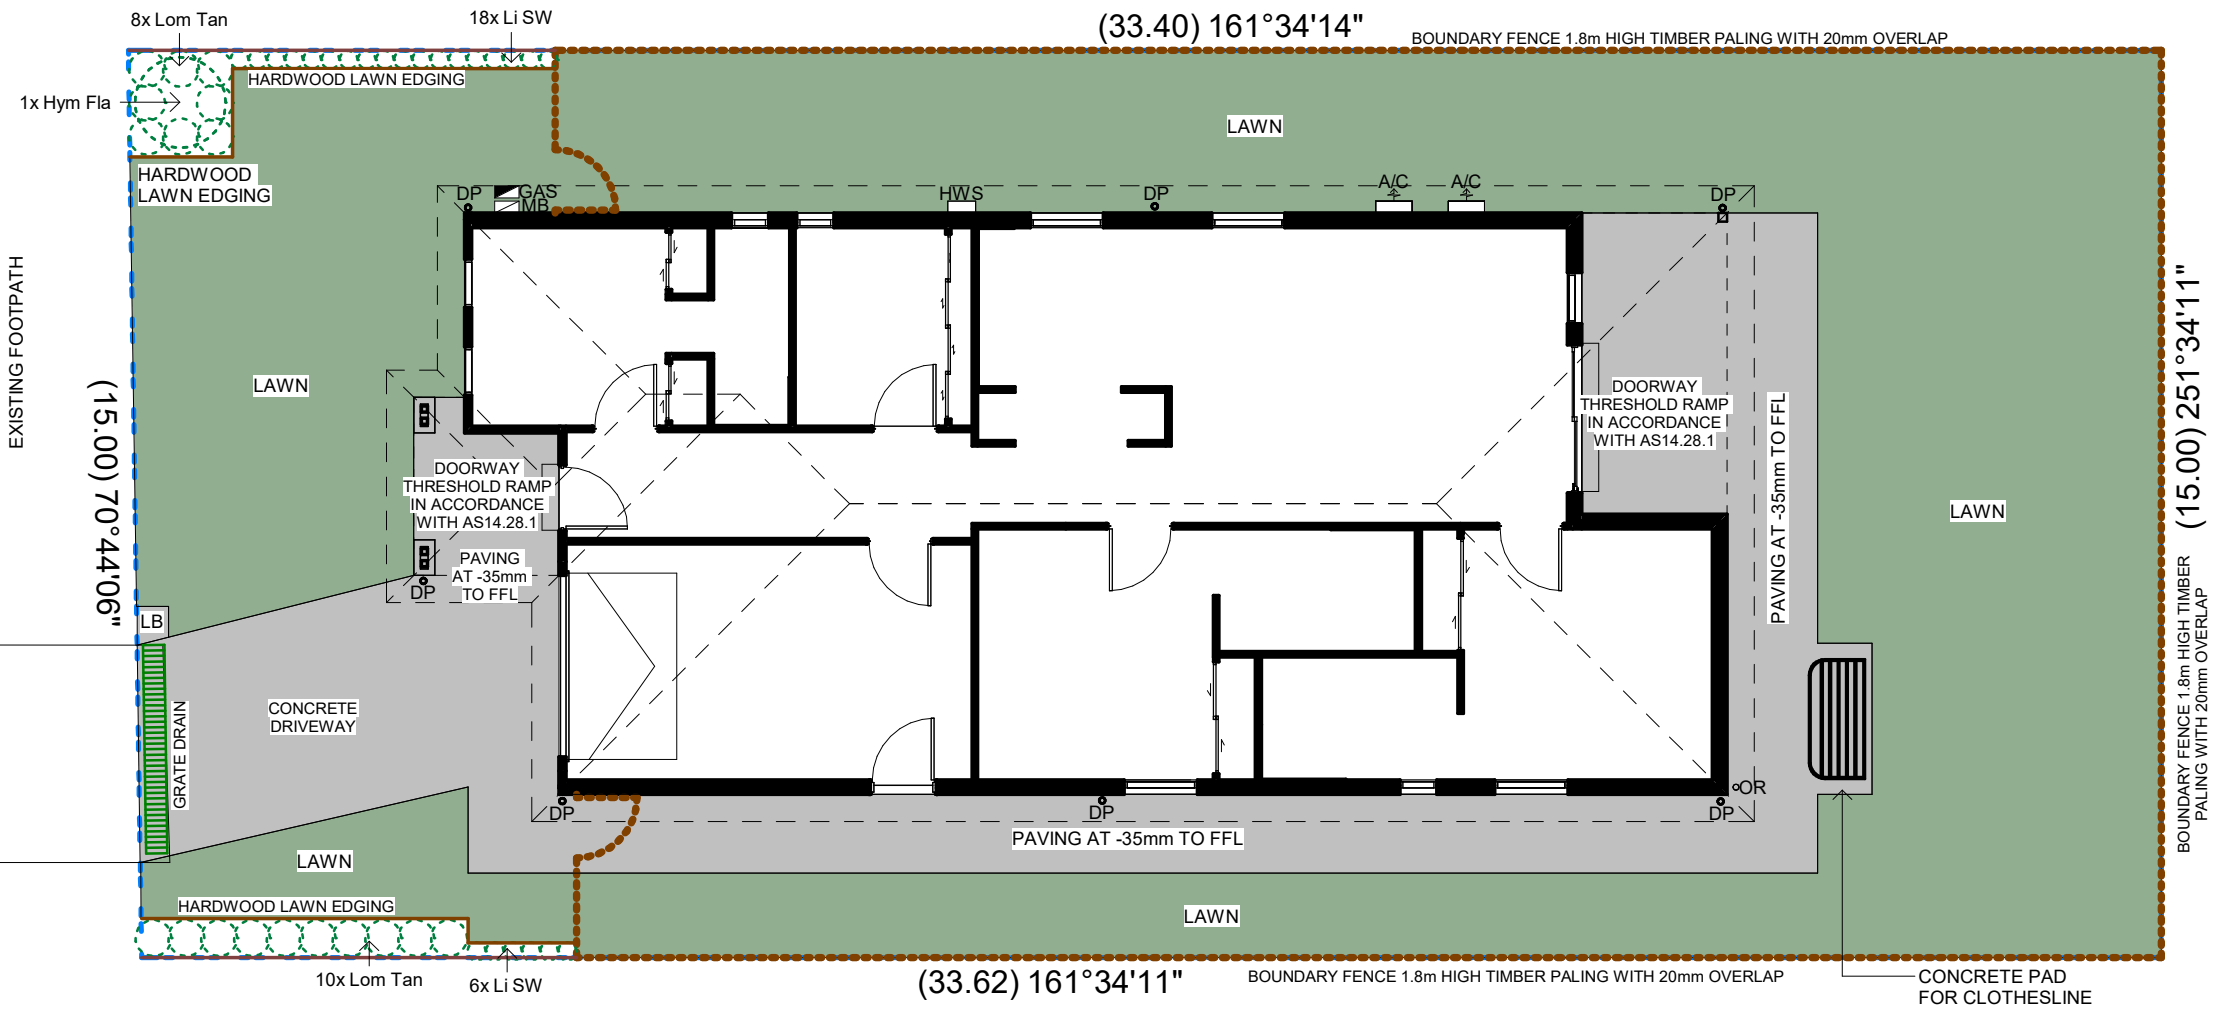 8x Lom Tan
18x Li SW
(33.40) 161°34'14"
BOUNDARY FENCE 1.8m HIGH TIMBER PALING WITH 20mm OVERLAP
HARDWOOD LAWN EDGING
1x Hym Fla
LAWN
HARDWOOD
LAWN EDGING
DP
GAS
MB
HWS
DP
A/C
A/C
DP
EXISTING FOOTPATH
(15.00) 70°44'06"
LAWN
DOORWAY
THRESHOLD RAMP
IN ACCORDANCE
WITH AS14.28.1
PAVING AT -35mm TO FFL
(15.00) 251°34'11"
BOUNDARY FENCE 1.8m HIGH TIMBER
PALING WITH 20mm OVERLAP
DOORWAY
THRESHOLD RAMP
IN ACCORDANCE
WITH AS14.28.1
LAWN
PAVING
AT -35mm
TO FFL
DP
LB
GRATE DRAIN
CONCRETE
DRIVEWAY
OR
DP
DP
DP
PAVING AT -35mm TO FFL
LAWN
HARDWOOD LAWN EDGING
LAWN
10x Lom Tan
6x Li SW
(33.62) 161°34'11"
BOUNDARY FENCE 1.8m HIGH TIMBER PALING WITH 20mm OVERLAP
CONCRETE PAD
FOR CLOTHESLINE